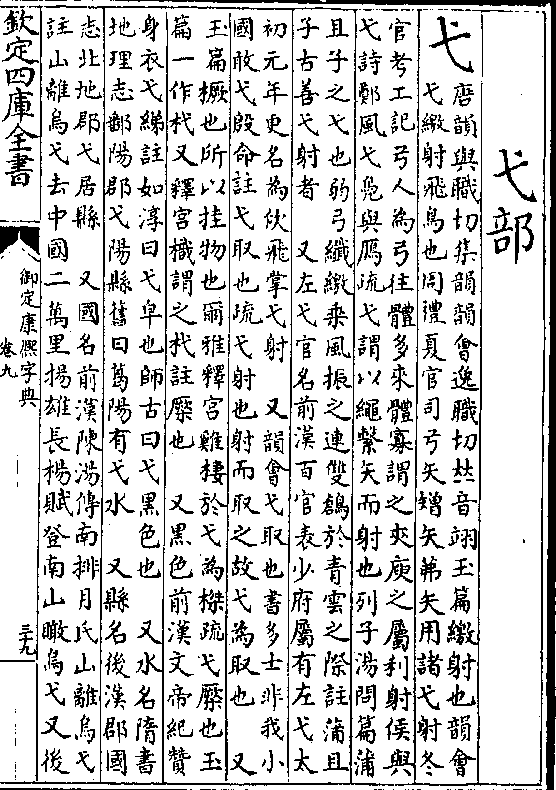 弋部
弋
唐韻與職切集韻韻會逸職切𠀤音翊玉篇繳射也韻會
弋繳射飛鳥也周禮夏官司弓矢矰矢茀矢用諸弋射冬
官考工記弓人為弓往體多來體寡謂之夾庾之屬利射侯與
弋詩鄭風弋鳧與鴈疏弋謂以繩繫矢而射也列子湯問篇蒲
且子之弋也弱弓纖繳乘風振之連雙鶬於青雲之際註蒲且
子古善弋射者 又左弋官名前漢百官表少府屬有左弋太
初元年更名為佽飛掌弋射 又韻會弋取也書多士非我小
國敢弋殷命註弋取也疏弋射也射而取之故弋為取也 又
玉篇橛也所以挂物也爾雅釋宮雞棲於弋為榤疏弋橜也玉
篇一作杙又釋宮樴謂之杙註橜也 又黑色前漢文帝紀贊
身衣弋綈註如淳曰弋皁也師古曰弋黑色也 又水名隋書
地理志鄱陽郡弋陽縣舊曰葛陽有弋水 又縣名後漢郡國
志北地郡弋居縣 又國名前漢陳湯傳南排月氏山離烏弋
註山離烏弋去中國二萬里揚雄長楊賦登南山瞰烏弋又後
欽定四庫全書
御定康熙字典
卷九
三十九